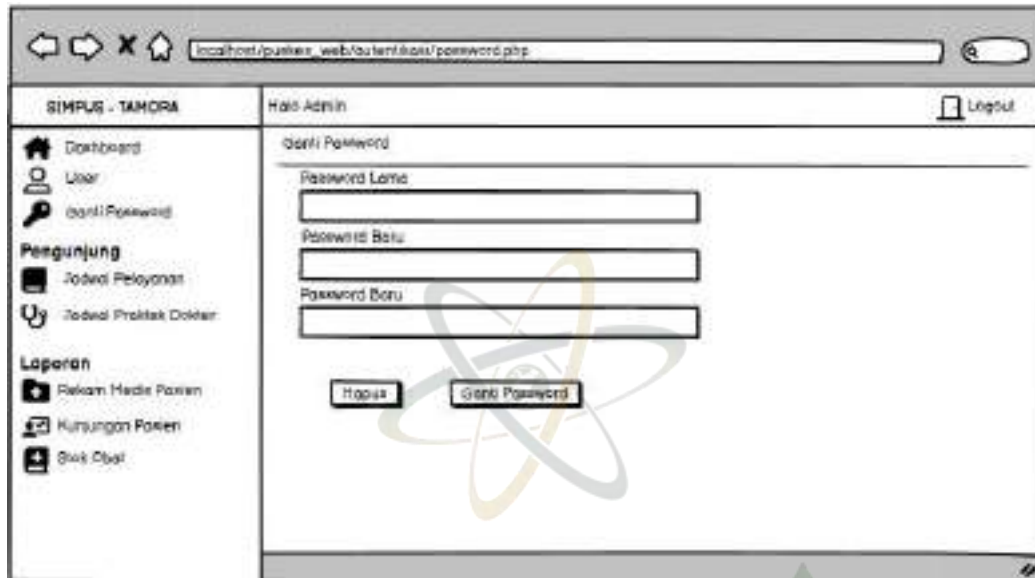 localhost/puskes_web/autentikasi/password.php
SIMPUS - TAMORA
Halo Admin
Logout
Dashboard
User
Ganti Password
Pengunjung
Jadwal Pelayanan
Jadwal Praktek Dokter
Laporan
Rekam Medis Pasien
Kunjungan Pasien
Stok Obat
Ganti Password
Password Lama
Password Baru
Password Baru
Hapus
Ganti Password